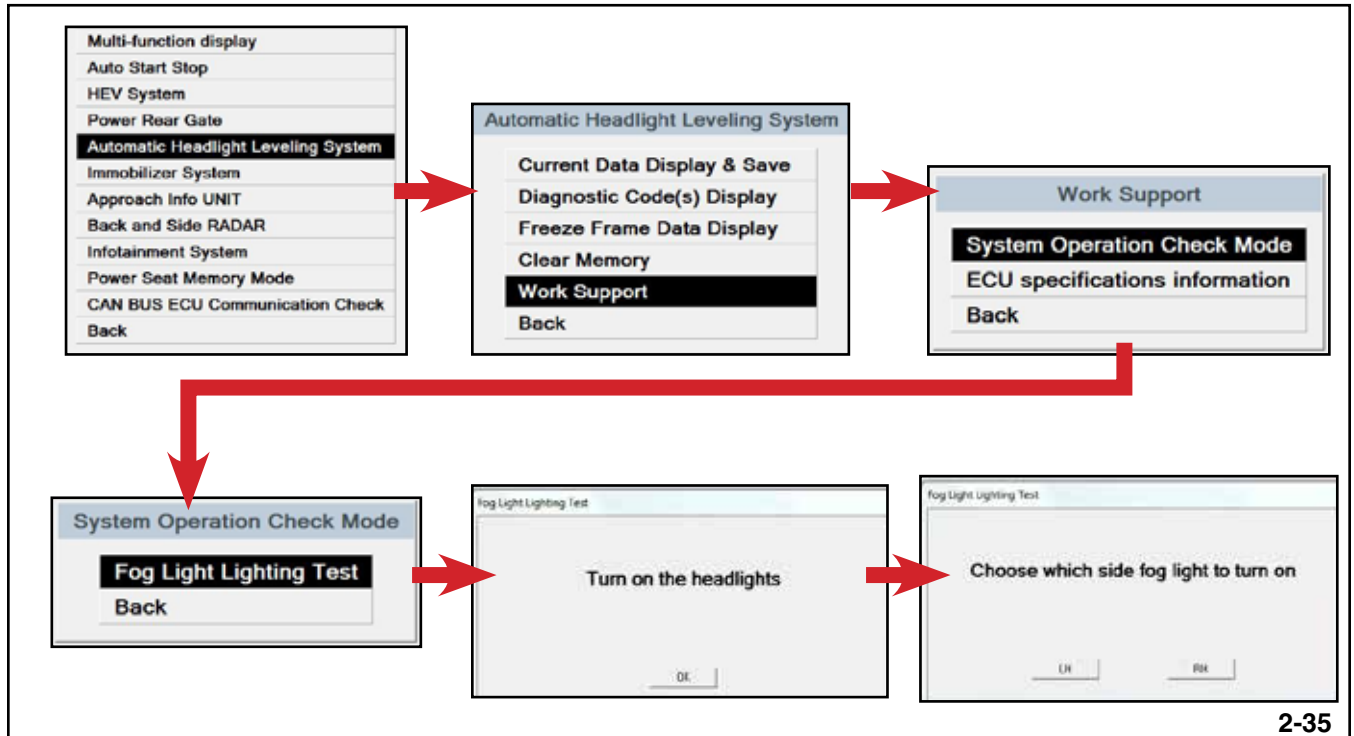 Multi-function display
Auto Start Stop
HEV System
Power Rear Gate
Automatic Headlight Leveling System
Immobilizer System
Approach Info UNIT
Back and Side RADAR
Infotainment System
Power Seat Memory Mode
CAN BUS ECU Communication Check
Back
Automatic Headlight Leveling System
Current Data Display & Save
Diagnostic Code(s) Display
Freeze Frame Data Display
Clear Memory
Work Support
Back
Work Support
System Operation Check Mode
ECU specifications information
Back
System Operation Check Mode
Fog Light Lighting Test
Back
Fog Light Lighting Test
Turn on the headlights
OK
Fog Light Lighting Test
Choose which side fog light to turn on
LH
RH
2-35